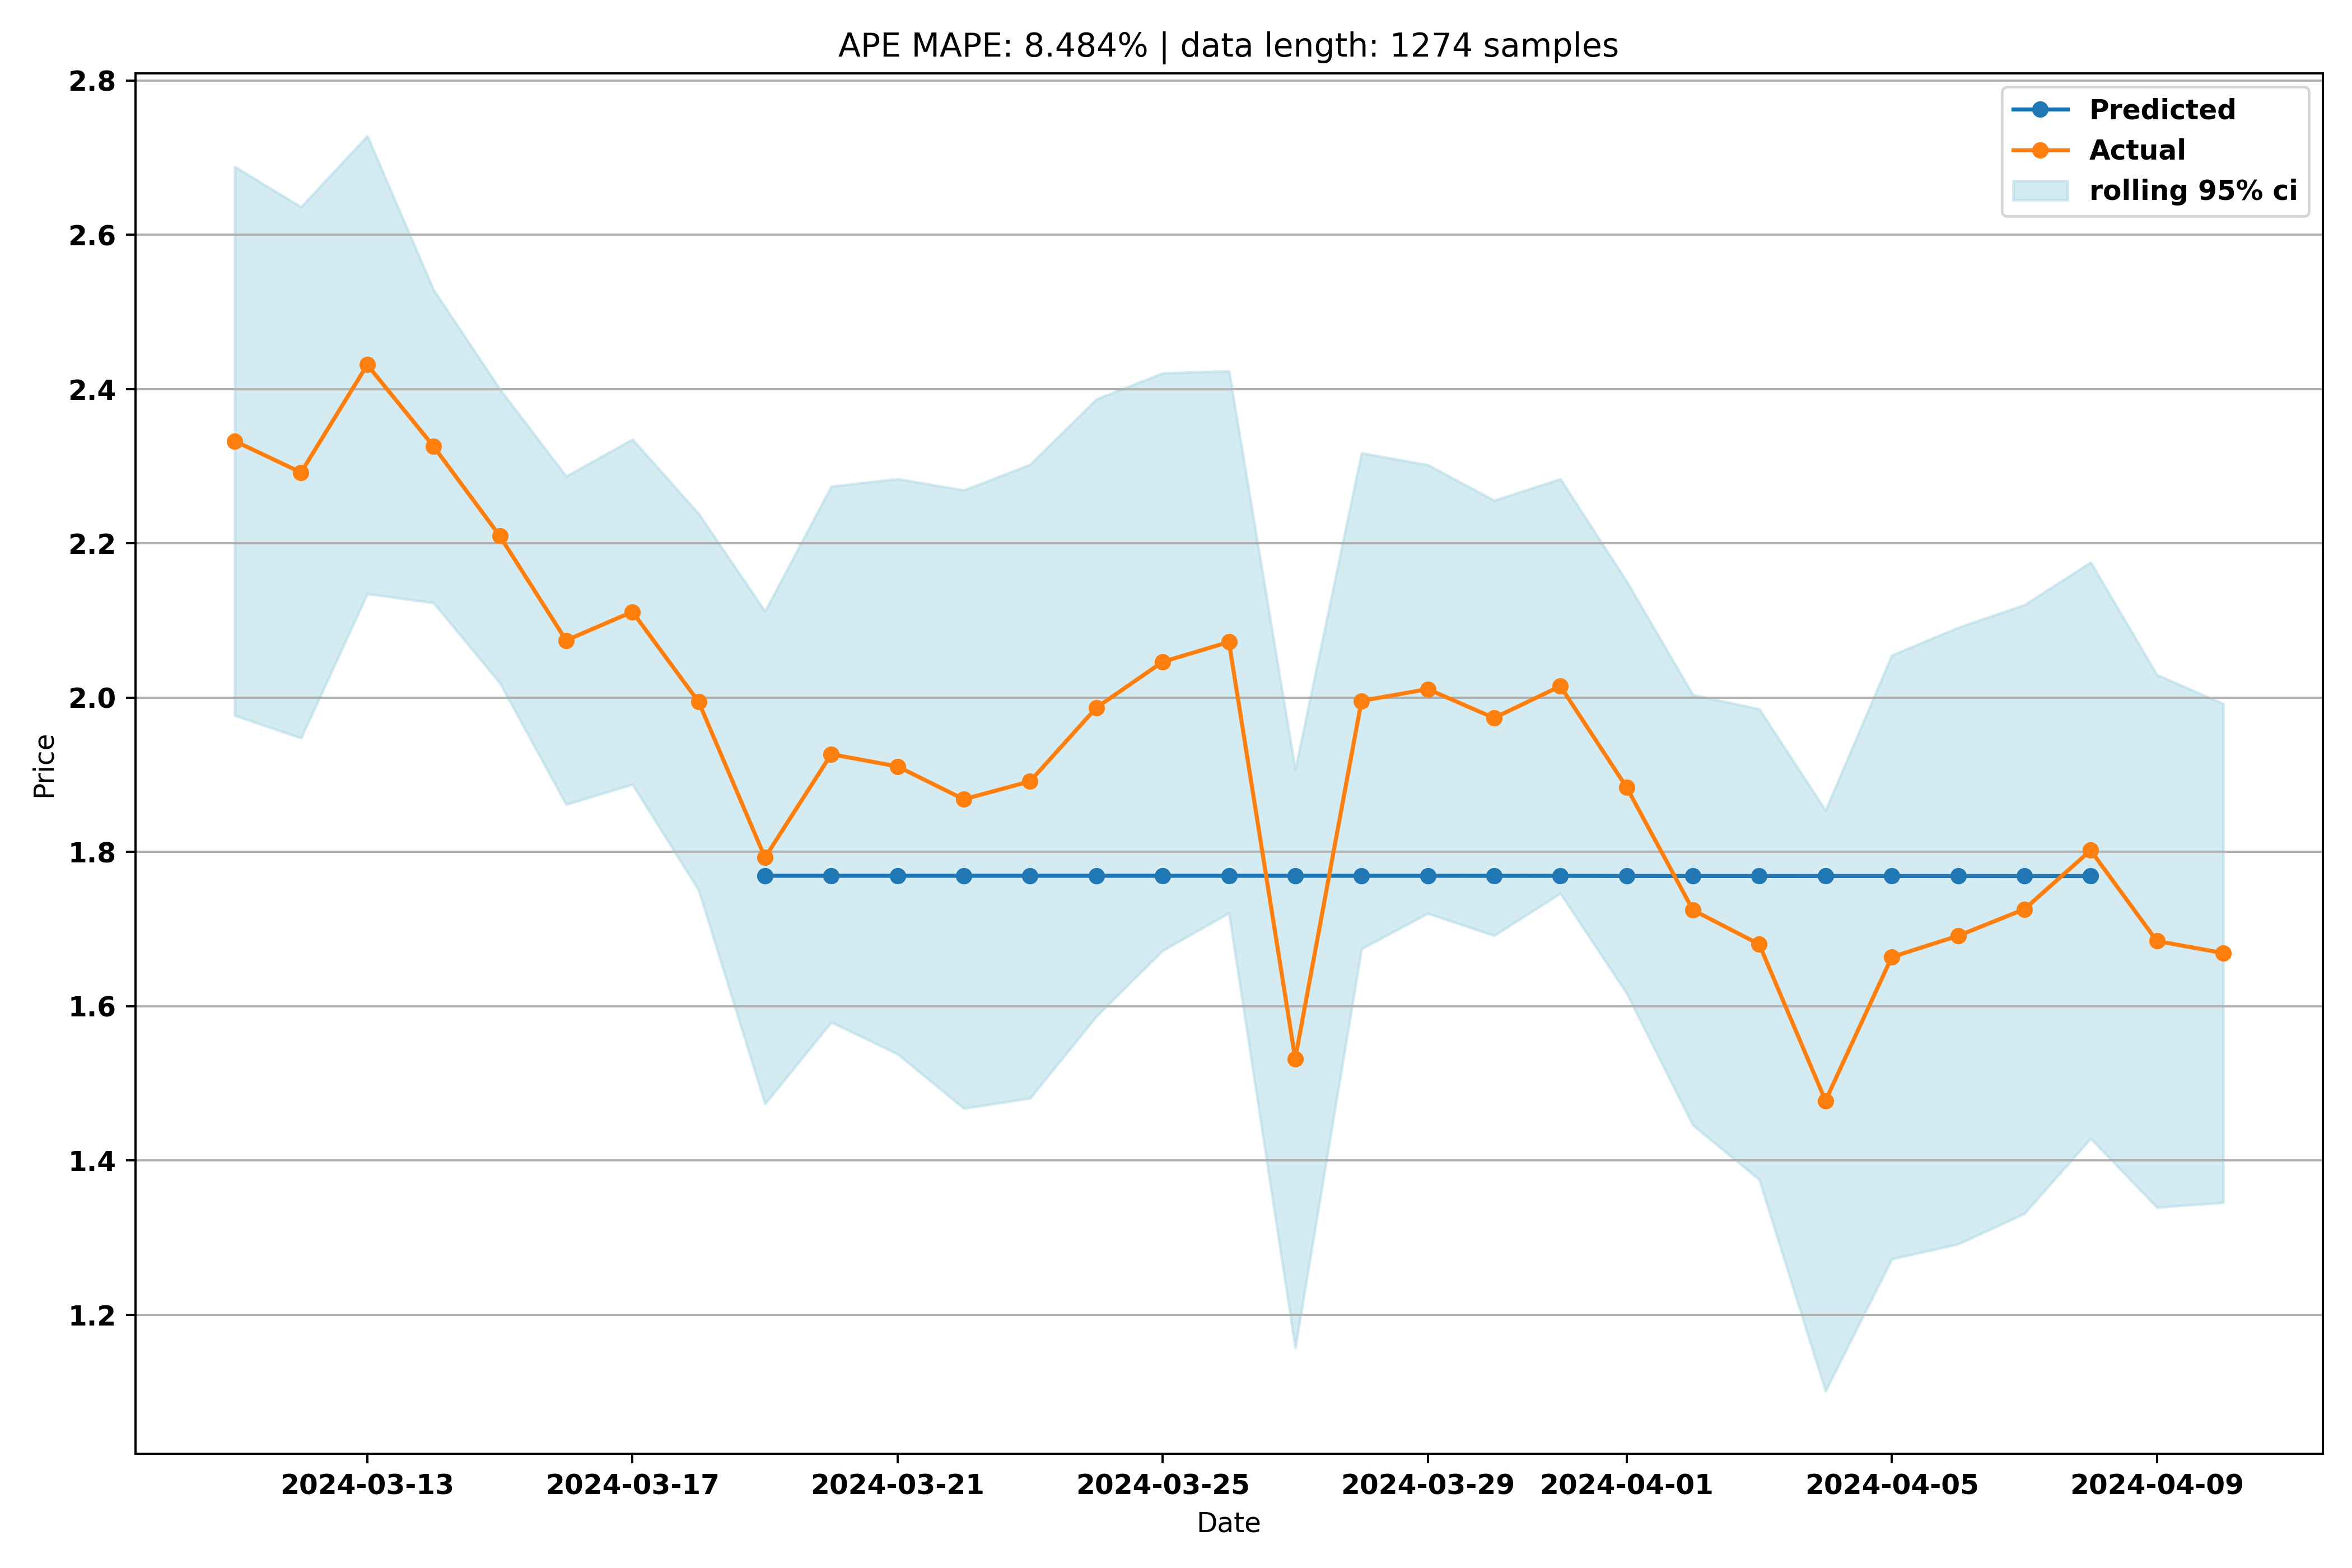 APE MAPE: 8.484% | data length: 1274 samples
Predicted
Actual
rolling 95% ci
Price
2.8
2.6
2.4
2.2
2.0
1.8
1.6
1.4
1.2
2024-03-13 2024-03-17 2024-03-21 2024-03-25 2024-03-29 2024-04-01 2024-04-05 2024-04-09
Date